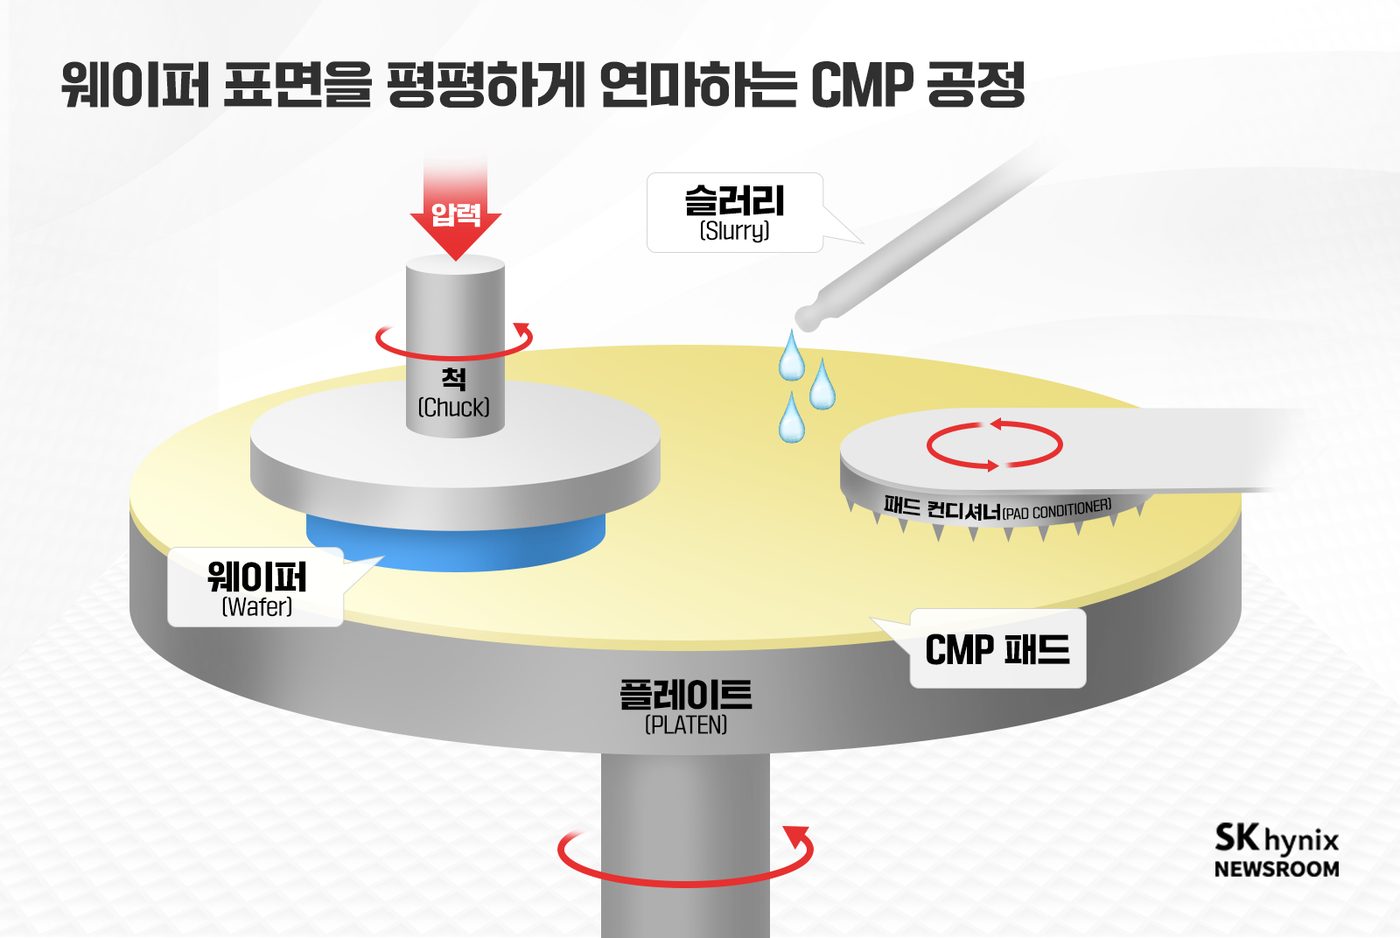 웨이퍼 표면을 평평하게 연마하는 CMP 공정
압력
슬러리
(Slurry)
척
(Chuck)
패드 컨디셔너(PAD CONDITIONER)
웨이퍼
(Wafer)
CMP 패드
플레이트
(PLATEN)
SK hynix
NEWSROOM